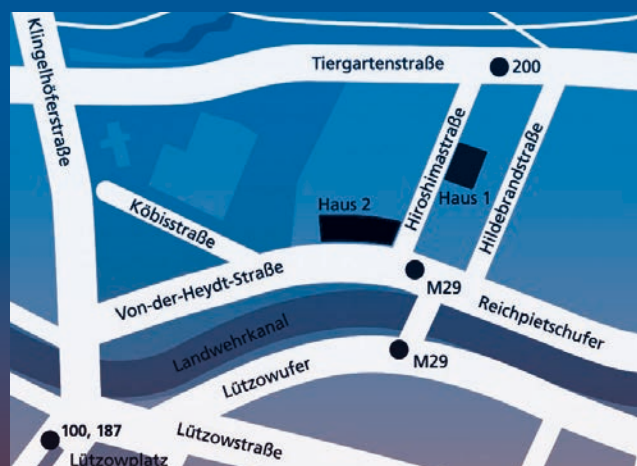 Klingelhöferstraße
Tiergartenstraße
200
Hiroshimastraße
Haus 1
Hildebrandstraße
Haus 2
Köbisstraße
Von-der-Heydt-Straße
M29
Reichpietschufer
Landwehrkanal
Lützowufer
M29
100, 187
Lützowstraße
Lützowplatz